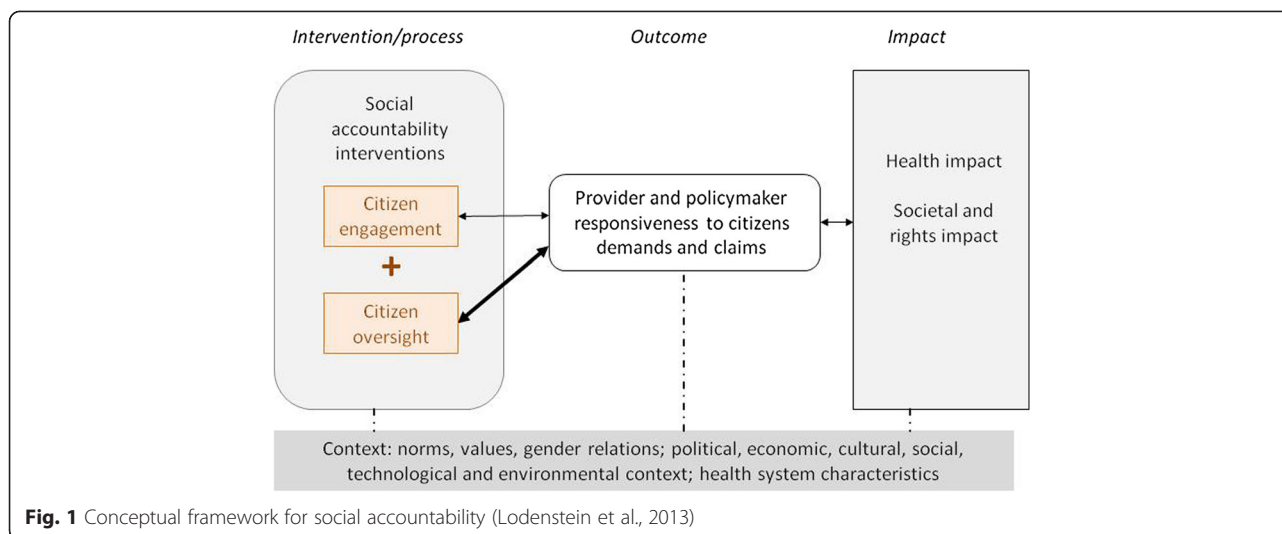 Intervention/process
Outcome
Impact
Social
accountability
interventions
Citizen
engagement
+
Citizen
oversight
Provider and policymaker
responsiveness to citizens
demands and claims
Health impact
Societal and
rights impact
Context: norms, values, gender relations; political, economic, cultural, social,
technological and environmental context; health system characteristics
Fig. 1 Conceptual framework for social accountability (Lodenstein et al., 2013)